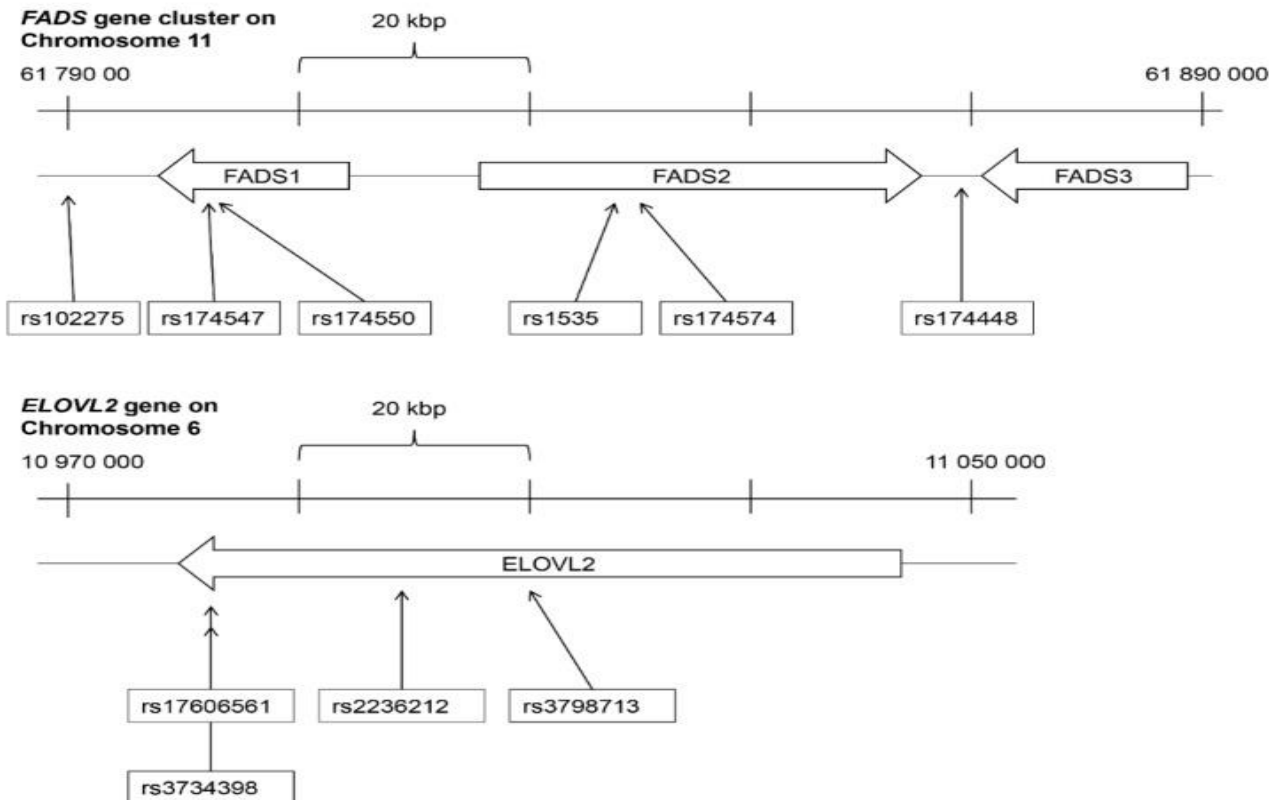 FADS gene cluster on
Chromosome 11
20 kbp
61 790 00
61 890 000
FADS1
FADS2
FADS3
rs102275
rs174547
rs174550
rs1535
rs174574
rs174448
ELOVL2 gene on
Chromosome 6
20 kbp
10 970 000
11 050 000
ELOVL2
rs17606561
rs2236212
rs3798713
rs3734398